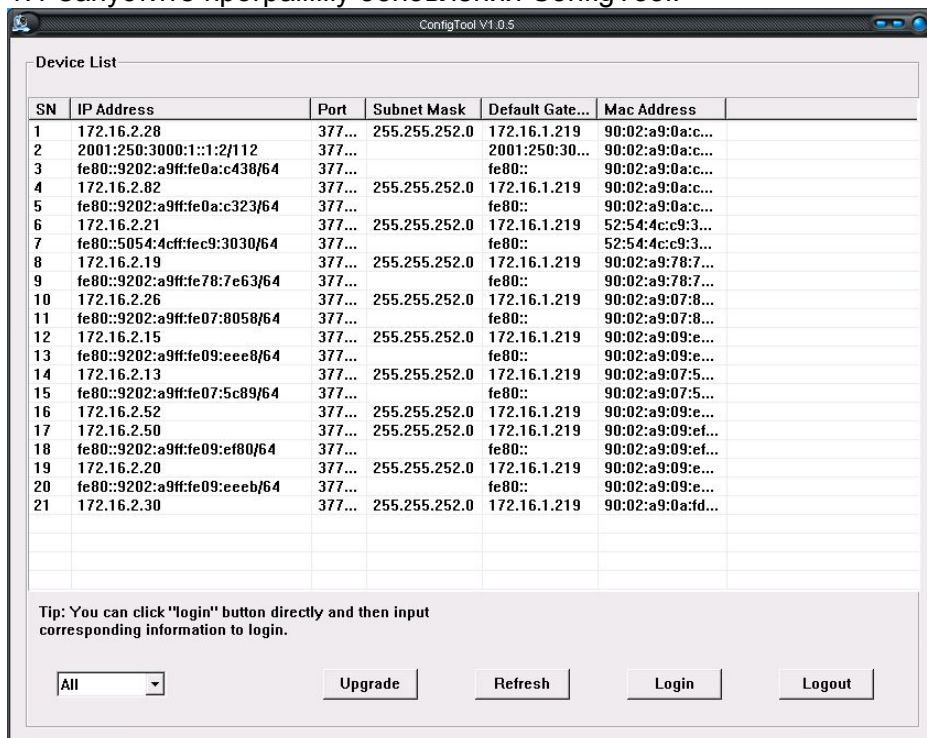 ConfigTool V1.0.5
Device List
SN IP Address Port Subnet Mask Default Gate... Mac Address
1 172.16.2.28 377... 255.255.252.0 172.16.1.219 90:02:a9:0a:c...
2 2001:250:3000:1::1:2/112 377... 2001:250:30... 90:02:a9:0a:c...
3 fe80::9202:a9ff:fe0a:c438/64 377... fe80:: 90:02:a9:0a:c...
4 172.16.2.82 377... 255.255.252.0 172.16.1.219 90:02:a9:0a:c...
5 fe80::9202:a9ff:fe0a:c323/64 377... fe80:: 90:02:a9:0a:c...
6 172.16.2.21 377... 255.255.252.0 172.16.1.219 52:54:4c:c9:3...
7 fe80::5054:4cff:fec9:3030/64 377... fe80:: 52:54:4c:c9:3...
8 172.16.2.19 377... 255.255.252.0 172.16.1.219 90:02:a9:78:7...
9 fe80::9202:a9ff:fe78:7e63/64 377... fe80:: 90:02:a9:78:7...
10 172.16.2.26 377... 255.255.252.0 172.16.1.219 90:02:a9:07:8...
11 fe80::9202:a9ff:fe07:8058/64 377... fe80:: 90:02:a9:07:8...
12 172.16.2.15 377... 255.255.252.0 172.16.1.219 90:02:a9:09:e...
13 fe80::9202:a9ff:fe09:eee8/64 377... fe80:: 90:02:a9:09:e...
14 172.16.2.13 377... 255.255.252.0 172.16.1.219 90:02:a9:07:5...
15 fe80::9202:a9ff:fe07:5c89/64 377... fe80:: 90:02:a9:07:5...
16 172.16.2.52 377... 255.255.252.0 172.16.1.219 90:02:a9:09:e...
17 172.16.2.50 377... 255.255.252.0 172.16.1.219 90:02:a9:09:ef...
18 fe80::9202:a9ff:fe09:ef80/64 377... fe80:: 90:02:a9:09:ef...
19 172.16.2.20 377... 255.255.252.0 172.16.1.219 90:02:a9:09:e...
20 fe80::9202:a9ff:fe09:eeeb/64 377... fe80:: 90:02:a9:09:e...
21 172.16.2.30 377... 255.255.252.0 172.16.1.219 90:02:a9:0a:fd...
Tip: You can click "login" button directly and then input
corresponding information to login.
All Upgrade Refresh Login Logout